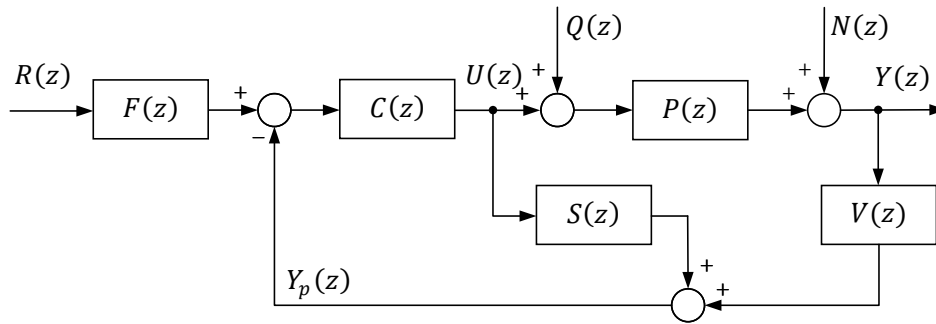 Q(z)
N(z)
R(z)
F(z)
+
−
C(z)
U(z)
+
+
P(z)
+
+
Y(z)
S(z)
V(z)
Y_p(z)
+
+